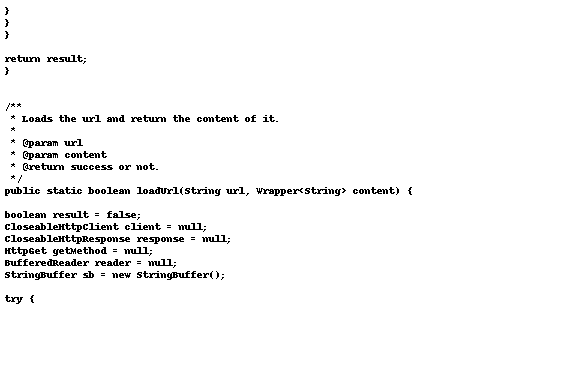 }
}
}
return result;
}
/**
* Loads the url and return the content of it.
*
* @param url
* @param content
* @return success or not.
*/
public static boolean loadUrl(String url, Wrapper<String> content) {
boolean result = false;
CloseableHttpClient client = null;
CloseableHttpResponse response = null;
HttpGet getMethod = null;
BufferedReader reader = null;
StringBuffer sb = new StringBuffer();
try {